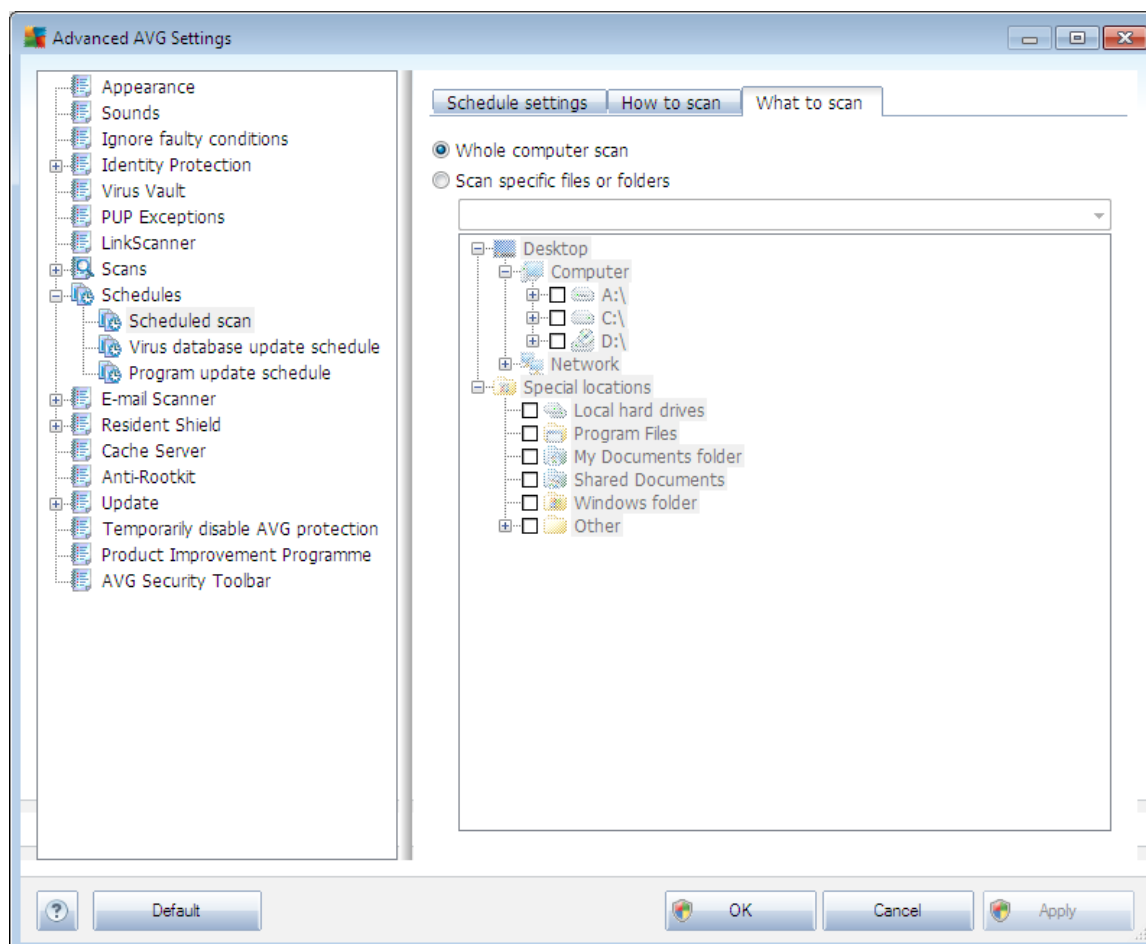 Advanced AVG Settings
Appearance
Sounds
Ignore faulty conditions
Identity Protection
Virus Vault
PUP Exceptions
LinkScanner
Scans
Schedules
Scheduled scan
Virus database update schedule
Program update schedule
E-mail Scanner
Resident Shield
Cache Server
Anti-Rootkit
Update
Temporarily disable AVG protection
Product Improvement Programme
AVG Security Toolbar
Schedule settings
How to scan
What to scan
Whole computer scan
Scan specific files or folders
Desktop
Computer
A:\
C:\
D:\
Network
Special locations
Local hard drives
Program Files
My Documents folder
Shared Documents
Windows folder
Other
?
Default
OK
Cancel
Apply